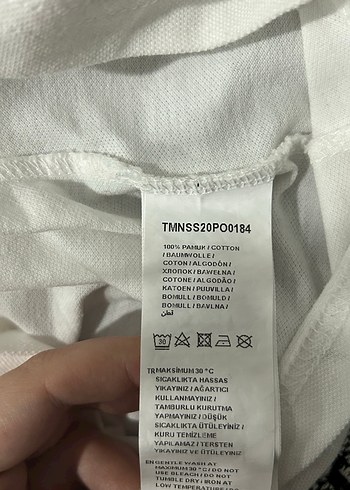 TMNSS20PO0184
100% PAMUK / COTTON
/ BAUMWOLLE /
COTON / ALGODÓN /
ХЛОПОК / BAWEŁNA /
COTONE / ALGODÃO /
KATOEN / PUUVILLA /
BOMULL / BOMULD /
BOMULL / BAVLNA /
قطن
30
TR MAKSİMUM 30 °C
SICAKLIKTA HASSAS
YIKAYINIZ / AĞARTICI
KULLANMAYINIZ /
TAMBURLU KURUTMA
YAPMAYINIZ / DÜŞÜK
SICAKLIKTA ÜTÜLEYİNİZ /
KURU TEMİZLEME
YAPILAMAZ / TERSTEN
YIKAYINIZ VE ÜTÜLEYİNİZ
EN GENTLE WASH AT
MAXIMUM 30 °C / DO NOT
USE BLEACH / DO NOT
TUMBLE DRY / IRON AT
LOW TEMPERATURE /